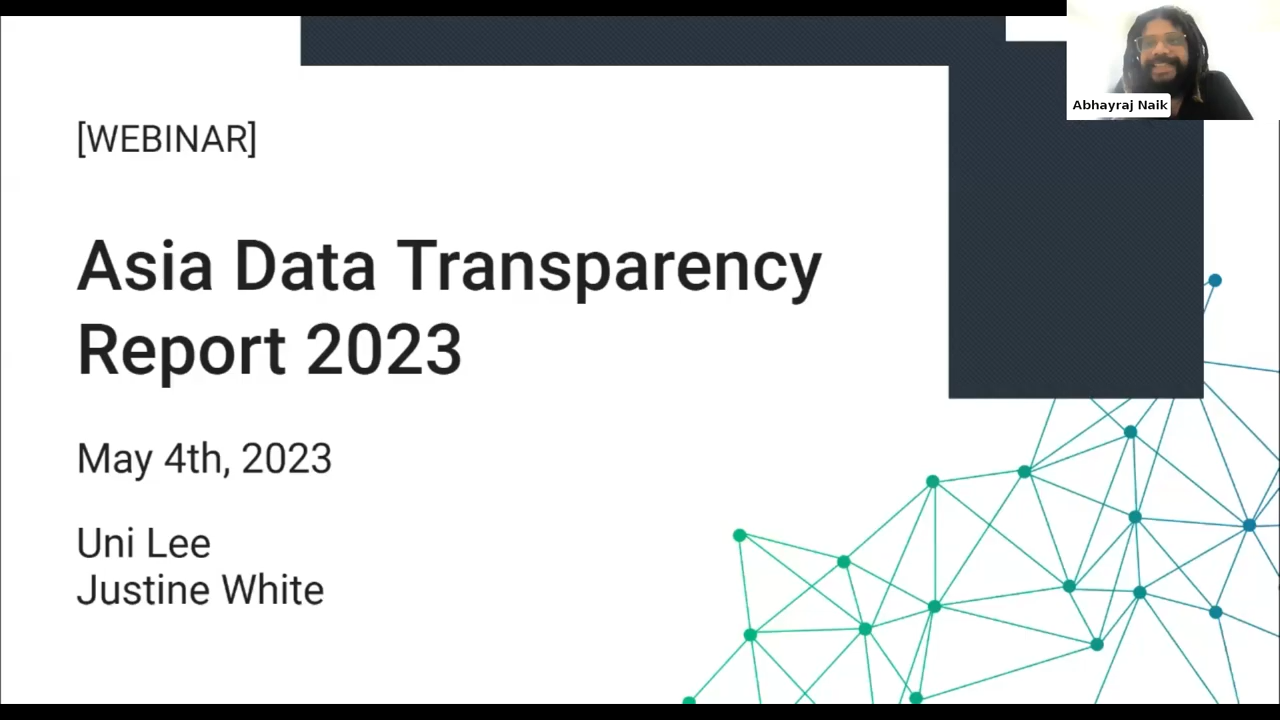 [WEBINAR]
Asia Data Transparency
Report 2023
May 4th, 2023
Uni Lee
Justine White
Abhayraj Naik